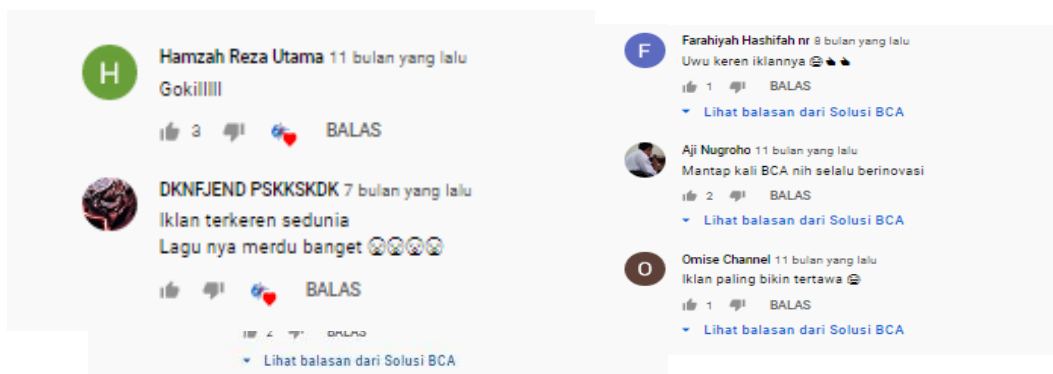 Hamzah Reza Utama 11 bulan yang lalu
Gokilllll
3 BALAS
DKNFJEND PSKKSKDK 7 bulan yang lalu
Iklan terkeren sedunia
Lagu nya merdu banget 😭😭😭😭
BALAS
2 BALAS
Lihat balasan dari Solusi BCA
F
Farahiyah Hashifah nr 8 bulan yang lalu
Uwu keren iklannya
1 BALAS
Lihat balasan dari Solusi BCA
Aji Nugroho 11 bulan yang lalu
Mantap kali BCA nih selalu berinovasi
2 BALAS
Lihat balasan dari Solusi BCA
O
Omise Channel 11 bulan yang lalu
Iklan paling bikin tertawa
1 BALAS
Lihat balasan dari Solusi BCA
H